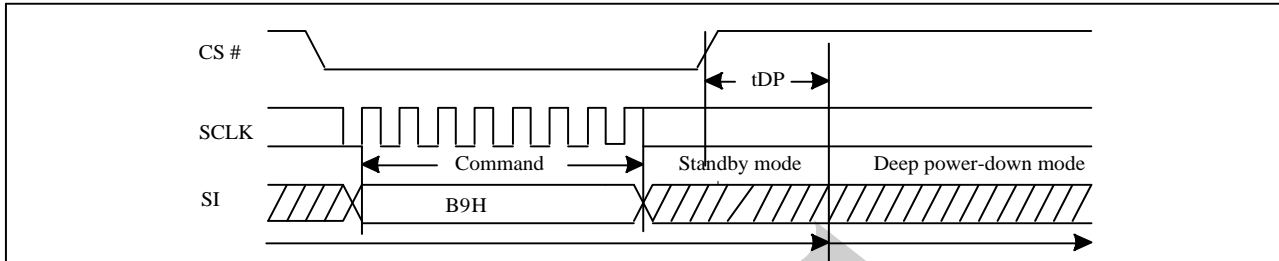 CS #
tDP
SCLK
Command
Standby mode
Deep power-down mode
SI
B9H